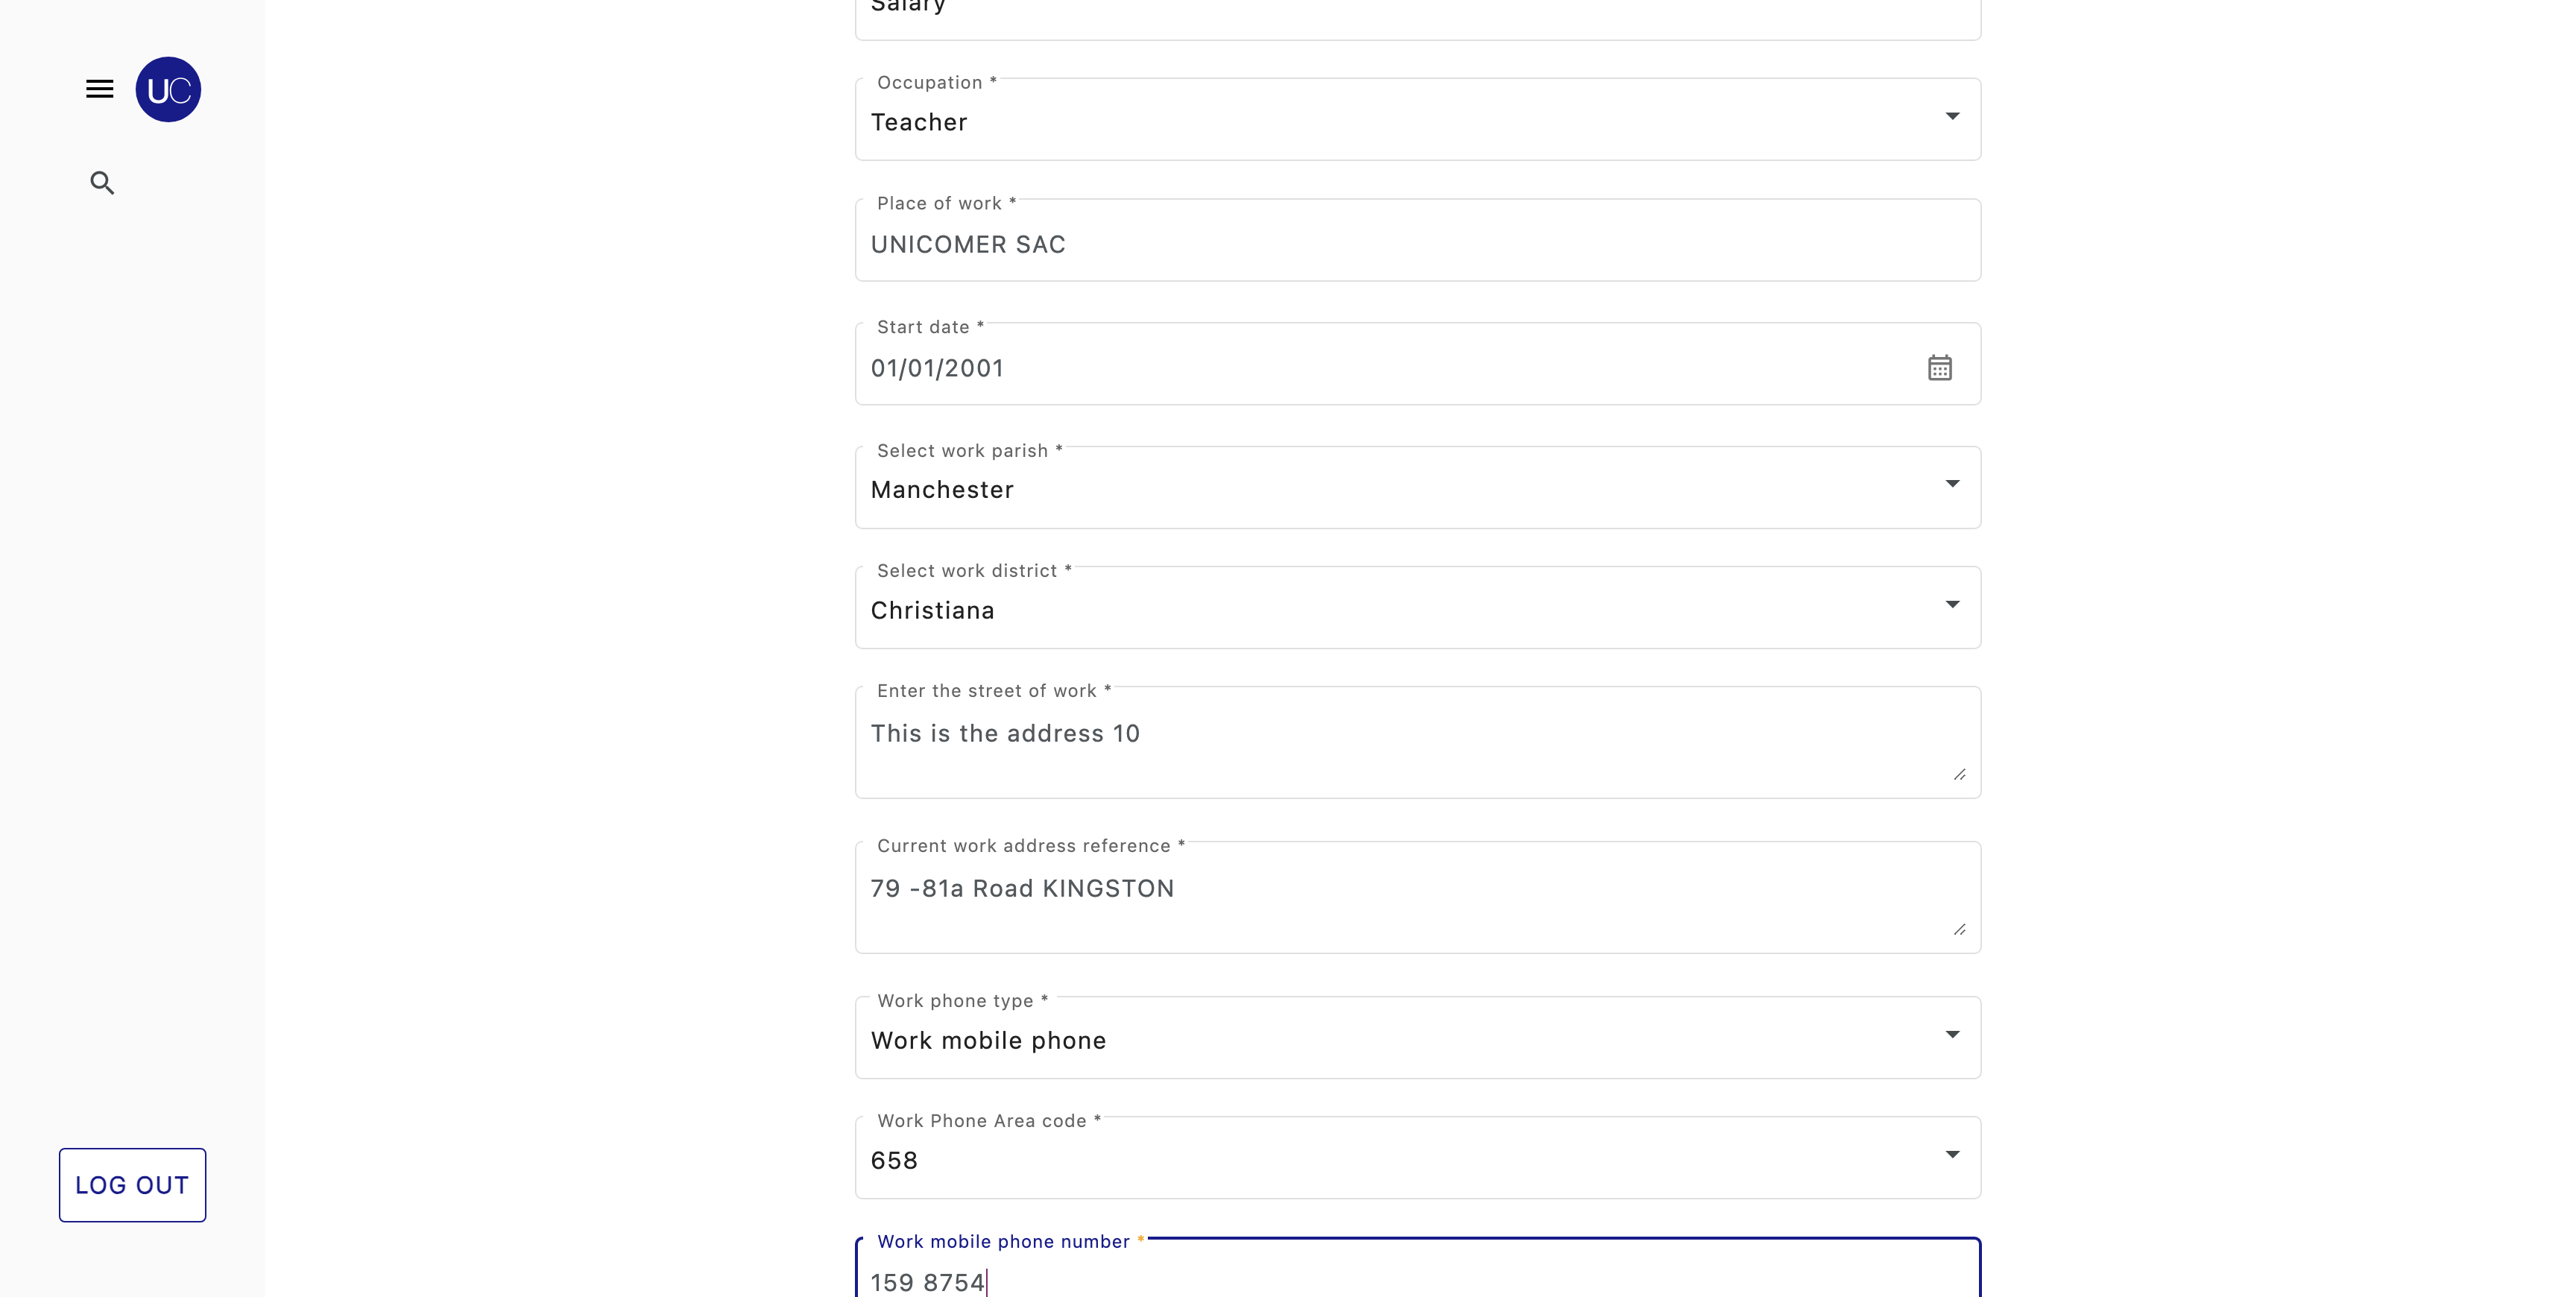 Salary
UC
Occupation *
Teacher
Place of work *
UNICOMER SAC
Start date *
01/01/2001
Select work parish *
Manchester
Select work district *
Christiana
Enter the street of work *
This is the address 10
Current work address reference *
79 -81a Road KINGSTON
Work phone type *
Work mobile phone
Work Phone Area code *
658
LOG OUT
Work mobile phone number *
159 8754